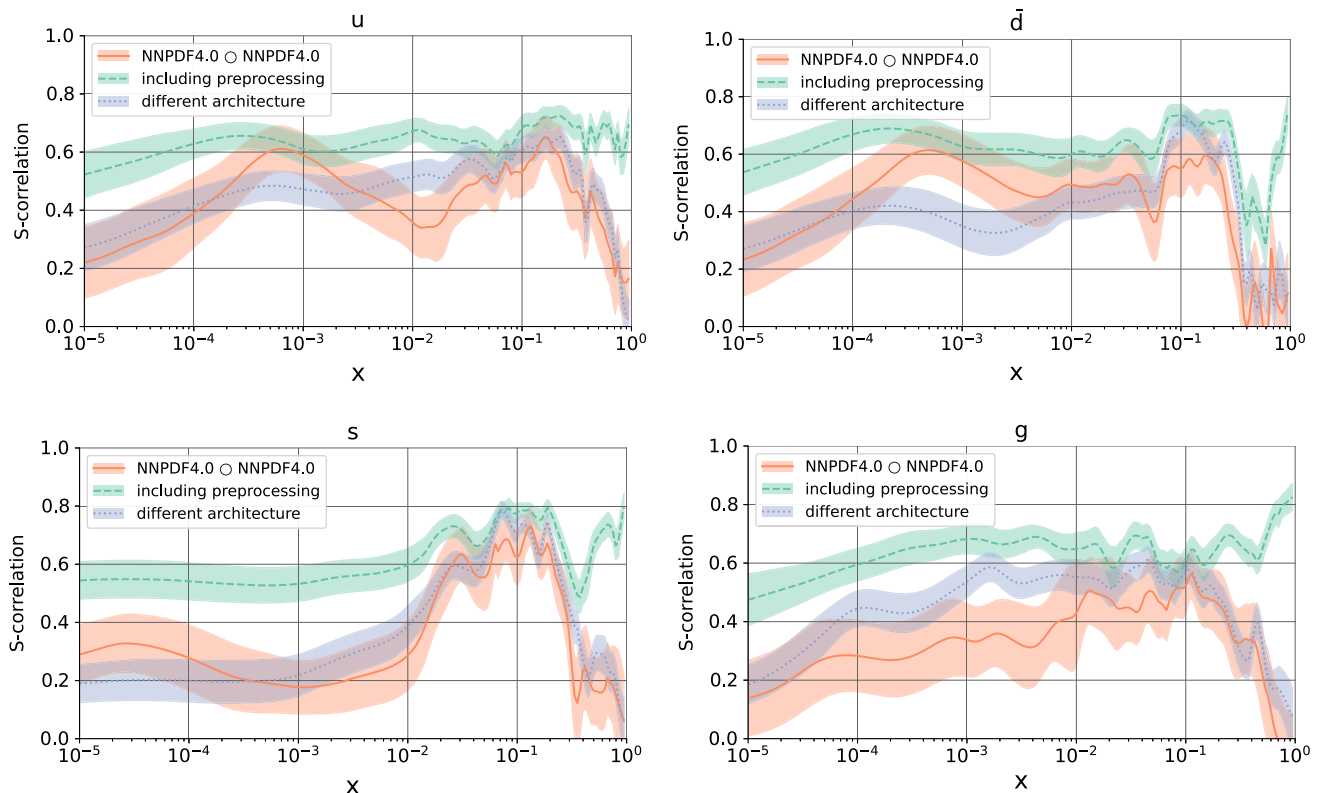 u
1.0
0.8
0.6
0.4
0.2
0.0
S-correlation
NNPDF4.0 ○ NNPDF4.0
including preprocessing
different architecture
10⁻⁵ 10⁻⁴ 10⁻³ 10⁻² 10⁻¹ 10⁰
x
d̄
1.0
0.8
0.6
0.4
0.2
0.0
S-correlation
NNPDF4.0 ○ NNPDF4.0
including preprocessing
different architecture
10⁻⁵ 10⁻⁴ 10⁻³ 10⁻² 10⁻¹ 10⁰
x
s
1.0
0.8
0.6
0.4
0.2
0.0
S-correlation
NNPDF4.0 ○ NNPDF4.0
including preprocessing
different architecture
10⁻⁵ 10⁻⁴ 10⁻³ 10⁻² 10⁻¹ 10⁰
x
g
1.0
0.8
0.6
0.4
0.2
0.0
S-correlation
NNPDF4.0 ○ NNPDF4.0
including preprocessing
different architecture
10⁻⁵ 10⁻⁴ 10⁻³ 10⁻² 10⁻¹ 10⁰
x